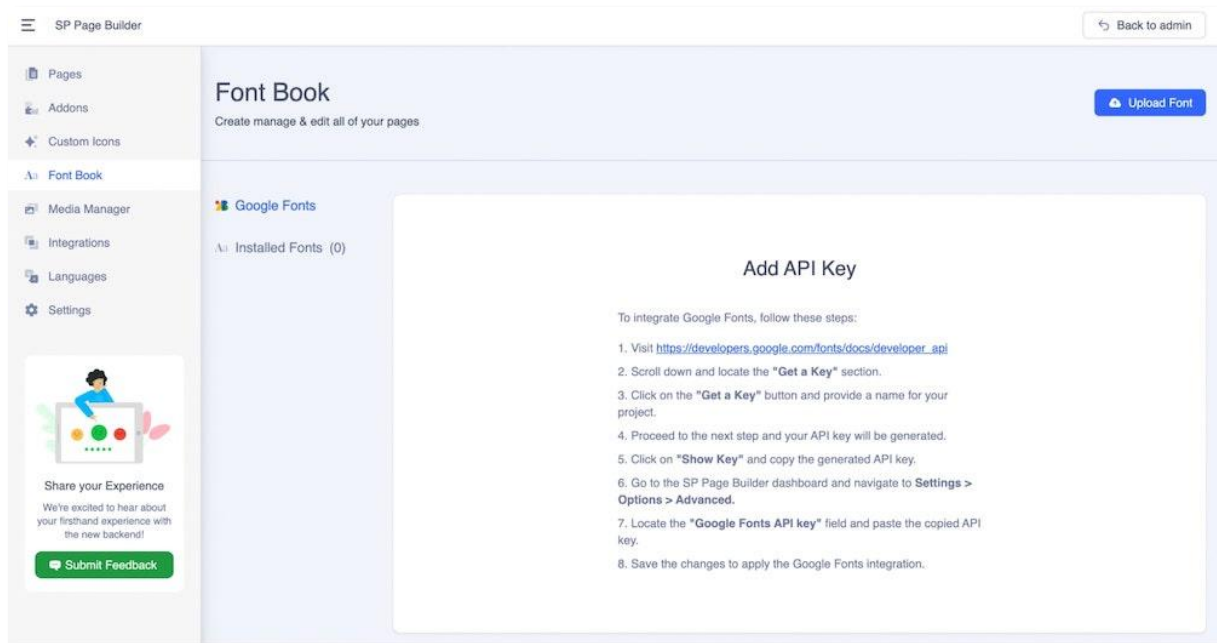 SP Page Builder
Back to admin
Pages
Addons
Custom Icons
Font Book
Media Manager
Integrations
Languages
Settings
Share your Experience
We're excited to hear about
your firsthand experience with
the new backend!
Submit Feedback
Font Book
Create manage & edit all of your pages
Upload Font
Google Fonts
Installed Fonts (0)
Add API Key
To integrate Google Fonts, follow these steps:
1. Visit https://developers.google.com/fonts/docs/developer_api
2. Scroll down and locate the "Get a Key" section.
3. Click on the "Get a Key" button and provide a name for your
project.
4. Proceed to the next step and your API key will be generated.
5. Click on "Show Key" and copy the generated API key.
6. Go to the SP Page Builder dashboard and navigate to Settings >
Options > Advanced.
7. Locate the "Google Fonts API key" field and paste the copied API
key.
8. Save the changes to apply the Google Fonts integration.